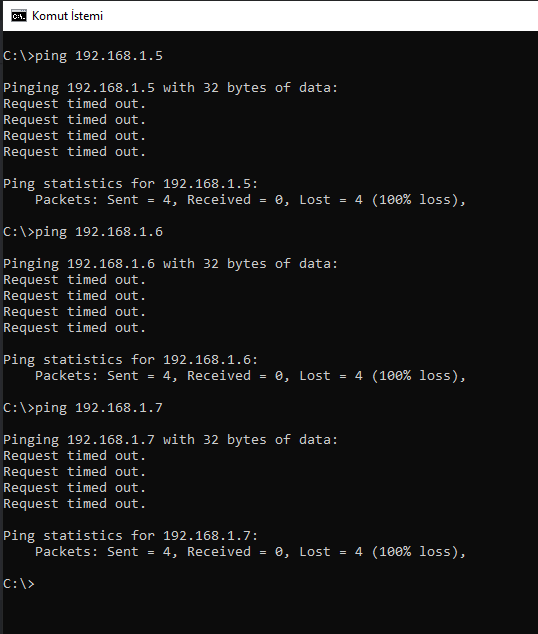 Komut İstemi
C:\>ping 192.168.1.5
Pinging 192.168.1.5 with 32 bytes of data:
Request timed out.
Request timed out.
Request timed out.
Request timed out.
Ping statistics for 192.168.1.5:
    Packets: Sent = 4, Received = 0, Lost = 4 (100% loss),
C:\>ping 192.168.1.6
Pinging 192.168.1.6 with 32 bytes of data:
Request timed out.
Request timed out.
Request timed out.
Request timed out.
Ping statistics for 192.168.1.6:
    Packets: Sent = 4, Received = 0, Lost = 4 (100% loss),
C:\>ping 192.168.1.7
Pinging 192.168.1.7 with 32 bytes of data:
Request timed out.
Request timed out.
Request timed out.
Request timed out.
Ping statistics for 192.168.1.7:
    Packets: Sent = 4, Received = 0, Lost = 4 (100% loss),
C:\>